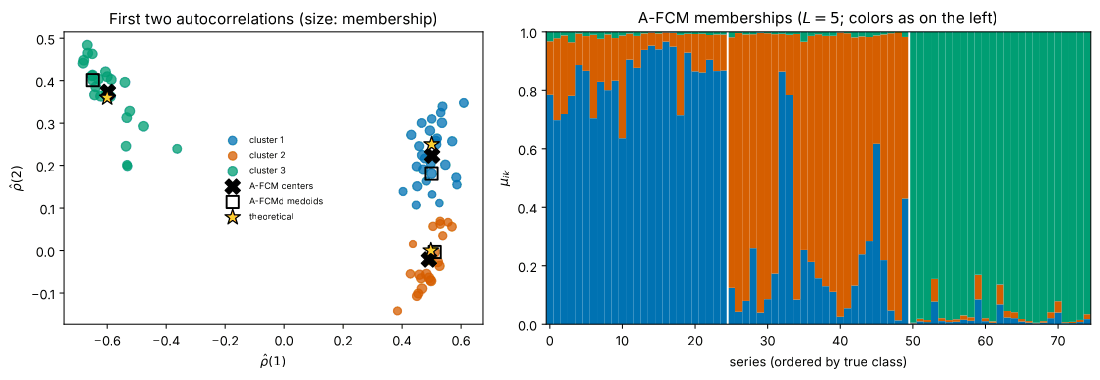 First two autocorrelations (size: membership)
0.5
0.4
0.3
0.2
0.1
0.0
−0.1
ρ̂(2)
cluster 1
cluster 2
cluster 3
A-FCM centers
A-FCMd medoids
theoretical
−0.6 −0.4 −0.2 0.0 0.2 0.4 0.6
ρ̂(1)
A-FCM memberships (L = 5; colors as on the left)
1.0
0.8
0.6
0.4
0.2
0.0
μik
0 10 20 30 40 50 60 70
series (ordered by true class)